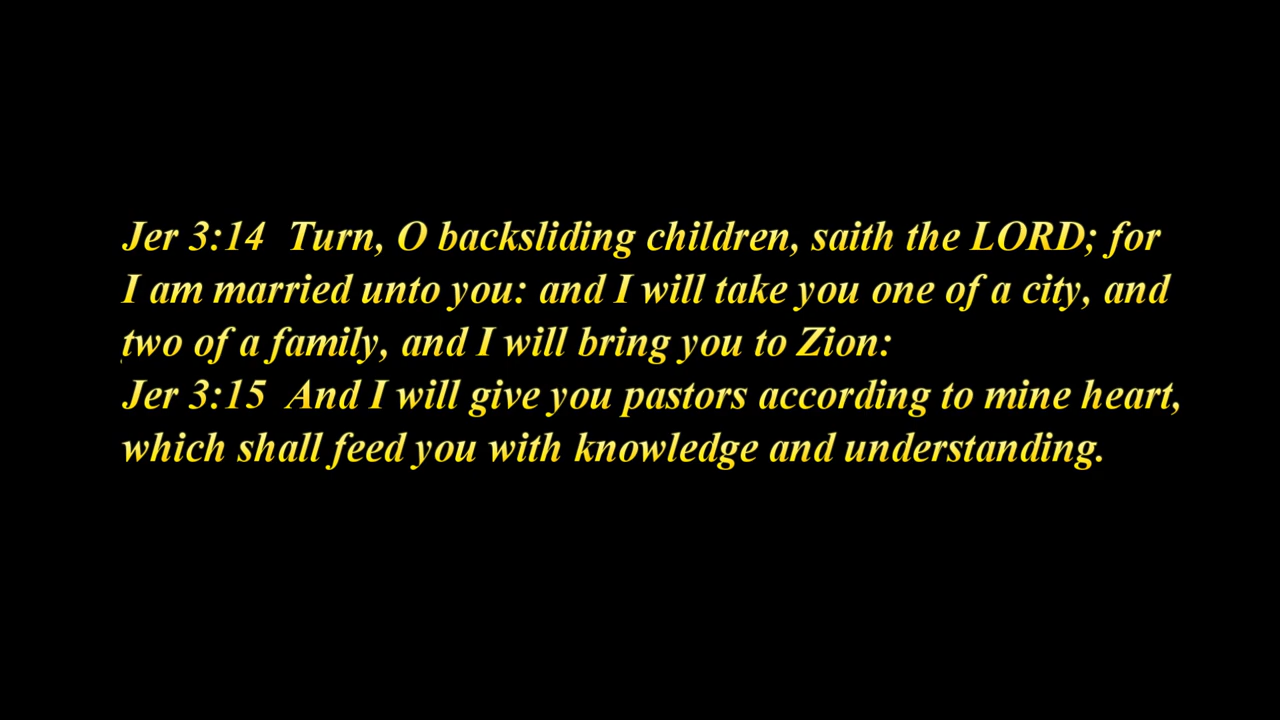 Jer 3:14  Turn, O backsliding children, saith the LORD; for
I am married unto you: and I will take you one of a city, and
two of a family, and I will bring you to Zion:
Jer 3:15  And I will give you pastors according to mine heart,
which shall feed you with knowledge and understanding.